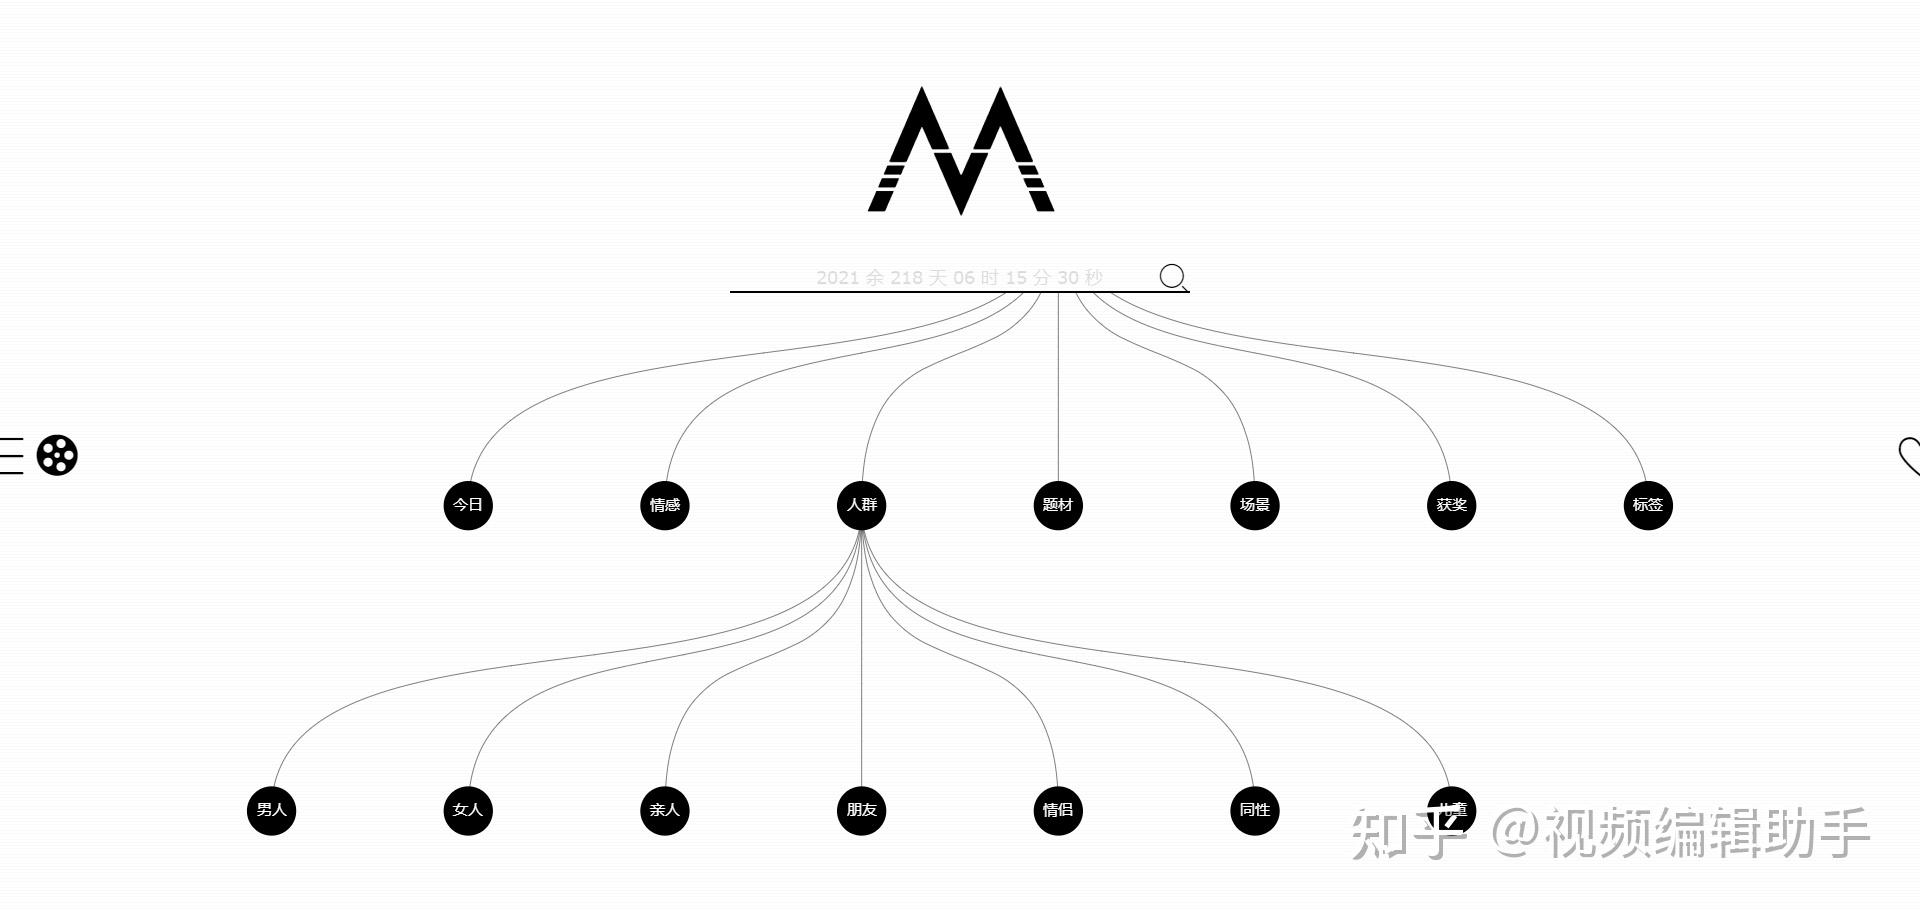 2021 余 218 天 06 时 15 分 30 秒
今日 情感 人群 题材 场景 获奖 标签
男人 女人 亲人 朋友 情侣 同性 儿童
知乎 @视频编辑助手